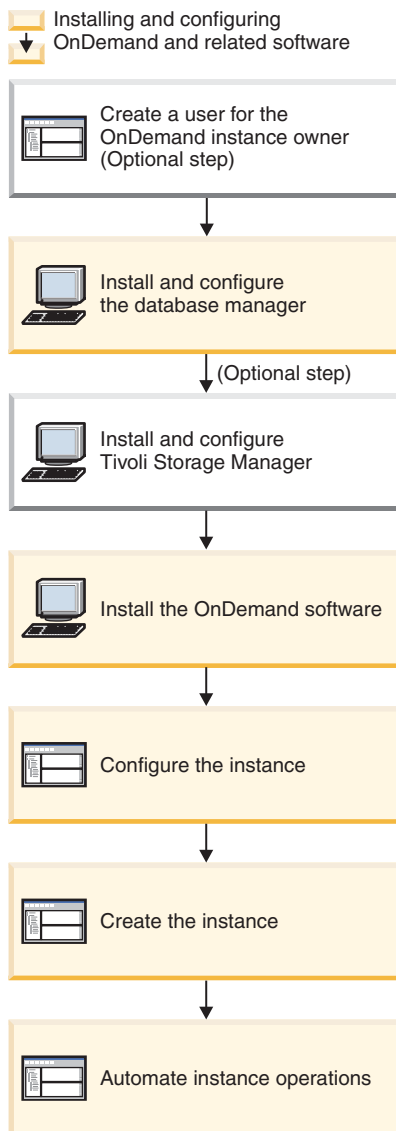 Installing and configuring
OnDemand and related software
Create a user for the
OnDemand instance owner
(Optional step)
Install and configure
the database manager
(Optional step)
Install and configure
Tivoli Storage Manager
Install the OnDemand software
Configure the instance
Create the instance
Automate instance operations